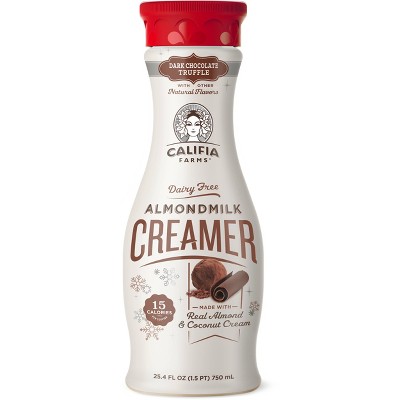 DARK CHOCOLATE
TRUFFLE
WITH OTHER
Natural Flavors
CALIFIA
FARMS®
Dairy Free
ALMONDMILK
CREAMER
15
CALORIES
MADE WITH
Real Almond
& Coconut Cream
25.4 FL OZ (1.5 PT) 750 mL